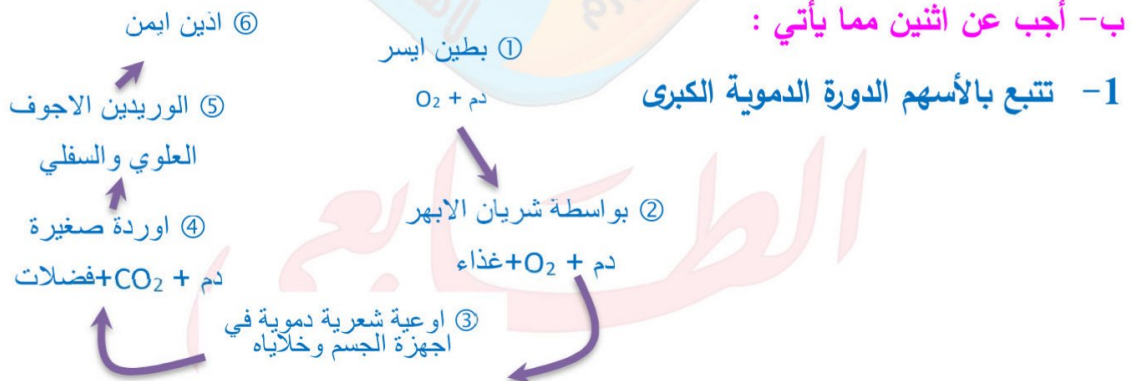 ب- أجب عن اثنين مما يأتي :
1- تتبع بالأسهم الدورة الدموية الكبرى
① بطين ايسر
دم + O₂
② بواسطة شريان الابهر
دم + O₂+غذاء
③ اوعية شعرية دموية في
اجهزة الجسم وخلاياه
④ اوردة صغيرة
دم + CO₂+فضلات
⑤ الوريدين الاجوف
العلوي والسفلي
⑥ اذين ايمن
الطابعي